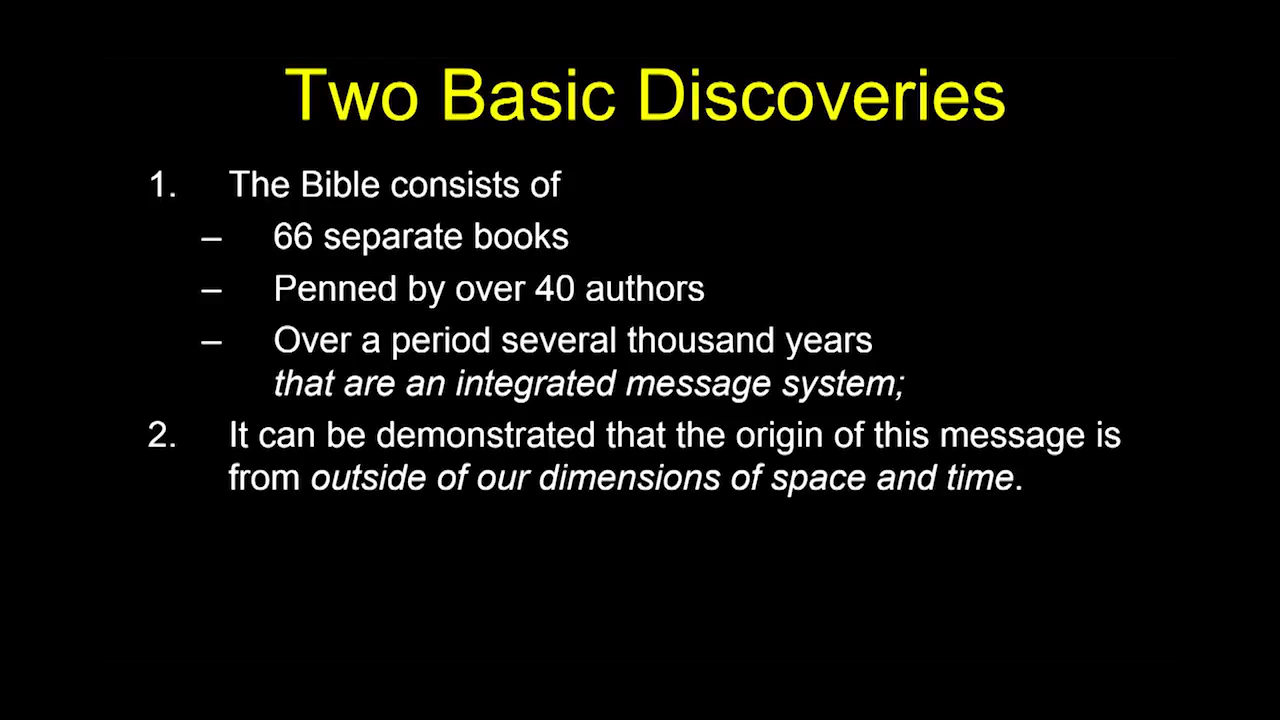 Two Basic Discoveries
1. The Bible consists of
– 66 separate books
– Penned by over 40 authors
– Over a period several thousand years
that are an integrated message system;
2. It can be demonstrated that the origin of this message is
from outside of our dimensions of space and time.